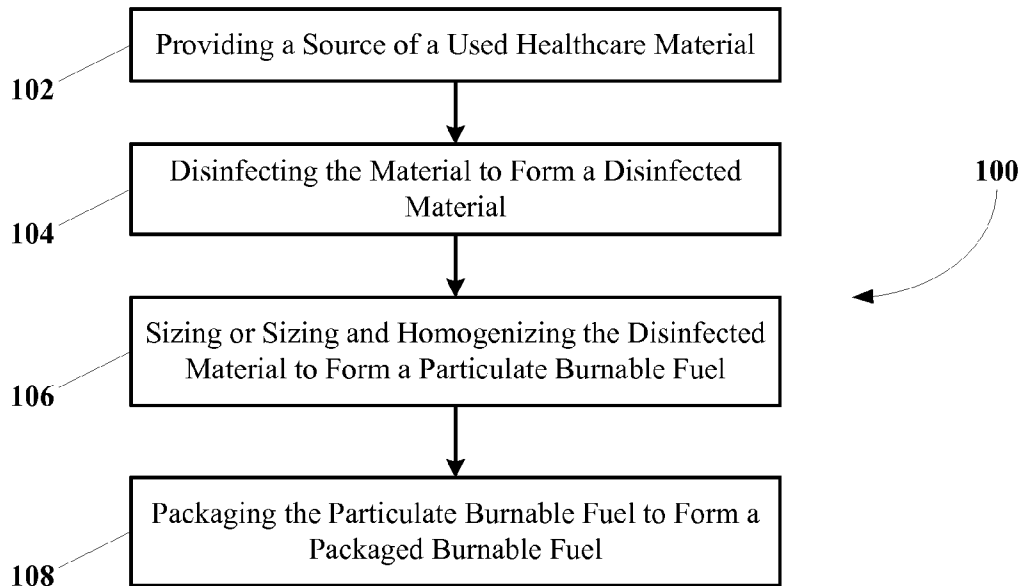 Providing a Source of a Used Healthcare Material
102
Disinfecting the Material to Form a Disinfected
Material
104
100
Sizing or Sizing and Homogenizing the Disinfected
Material to Form a Particulate Burnable Fuel
106
Packaging the Particulate Burnable Fuel to Form a
Packaged Burnable Fuel
108